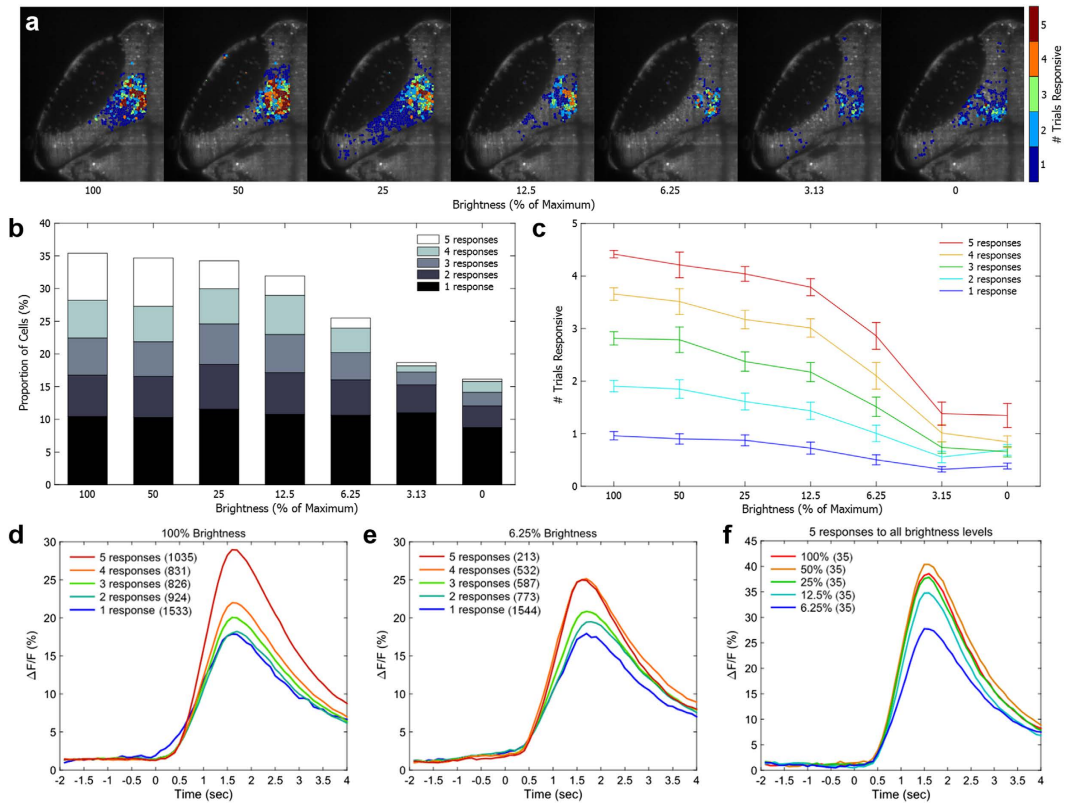 a
5
4
3
2
1
# Trials Responsive
100 50 25 12.5 6.25 3.13 0
Brightness (% of Maximum)
b
40
35
30
25
20
15
10
5
0
Proportion of Cells (%)
5 responses
4 responses
3 responses
2 responses
1 response
100 50 25 12.5 6.25 3.13 0
Brightness (% of Maximum)
c
5
4
3
2
1
0
# Trials Responsive
5 responses
4 responses
3 responses
2 responses
1 response
100 50 25 12.5 6.25 3.15 0
Brightness (% of Maximum)
d
100% Brightness
30
25
20
15
10
5
0
ΔF/F (%)
5 responses (1035)
4 responses (831)
3 responses (826)
2 responses (924)
1 response (1533)
-2 -1.5 -1 -0.5 0 0.5 1 1.5 2 2.5 3 3.5 4
Time (sec)
e
6.25% Brightness
30
25
20
15
10
5
0
ΔF/F (%)
5 responses (213)
4 responses (532)
3 responses (587)
2 responses (773)
1 response (1544)
-2 -1.5 -1 -0.5 0 0.5 1 1.5 2 2.5 3 3.5 4
Time (sec)
f
5 responses to all brightness levels
45
40
35
30
25
20
15
10
5
0
ΔF/F (%)
100% (35)
50% (35)
25% (35)
12.5% (35)
6.25% (35)
-2 -1.5 -1 -0.5 0 0.5 1 1.5 2 2.5 3 3.5 4
Time (sec)